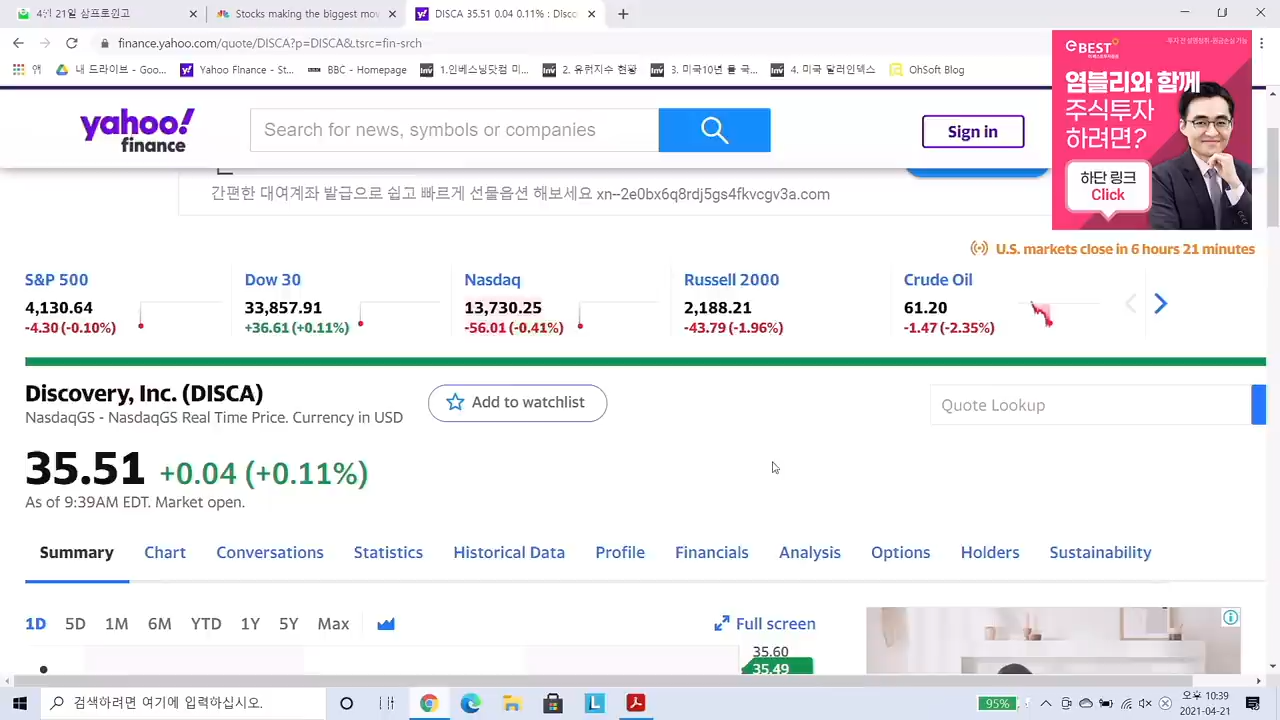 4월 21일 삼프로원고
Stocks making the biggest mov
DISCA 35.51 0.04 0.11% : Disco
finance.yahoo.com/quote/DISCA?p=DISCA&.tsrc=fin-srch
앱
내 드라이브 - Goo...
Yahoo Finance - St...
BBC - Homepage
1.인베스트닷컴 미...
2. 유럽지수 현황
3. 미국10년 물 국...
4. 미국 달러인덱스
OhSoft Blog
eBEST
이베스트투자증권
염블리와 함께
주식투자
하려면?
하단 링크
Click
yahoo!
finance
Search for news, symbols or companies
Sign in
간편한 대여계좌 발급으로 쉽고 빠르게 선물옵션 해보세요 xn--2e0bx6q8rdj5gs4fkvcgv3a.com
U.S. markets close in 6 hours 21 minutes
S&P 500
4,130.64
-4.30 (-0.10%)
Dow 30
33,857.91
+36.61 (+0.11%)
Nasdaq
13,730.25
-56.01 (-0.41%)
Russell 2000
2,188.21
-43.79 (-1.96%)
Crude Oil
61.20
-1.47 (-2.35%)
Discovery, Inc. (DISCA)
NasdaqGS - NasdaqGS Real Time Price. Currency in USD
Add to watchlist
Quote Lookup
35.51 +0.04 (+0.11%)
As of 9:39AM EDT. Market open.
Summary Chart Conversations Statistics Historical Data Profile Financials Analysis Options Holders Sustainability
1D 5D 1M 6M YTD 1Y 5Y Max
Full screen
35.60
35.49
검색하려면 여기에 입력하십시오.
95%
오후 10:39
2021-04-21